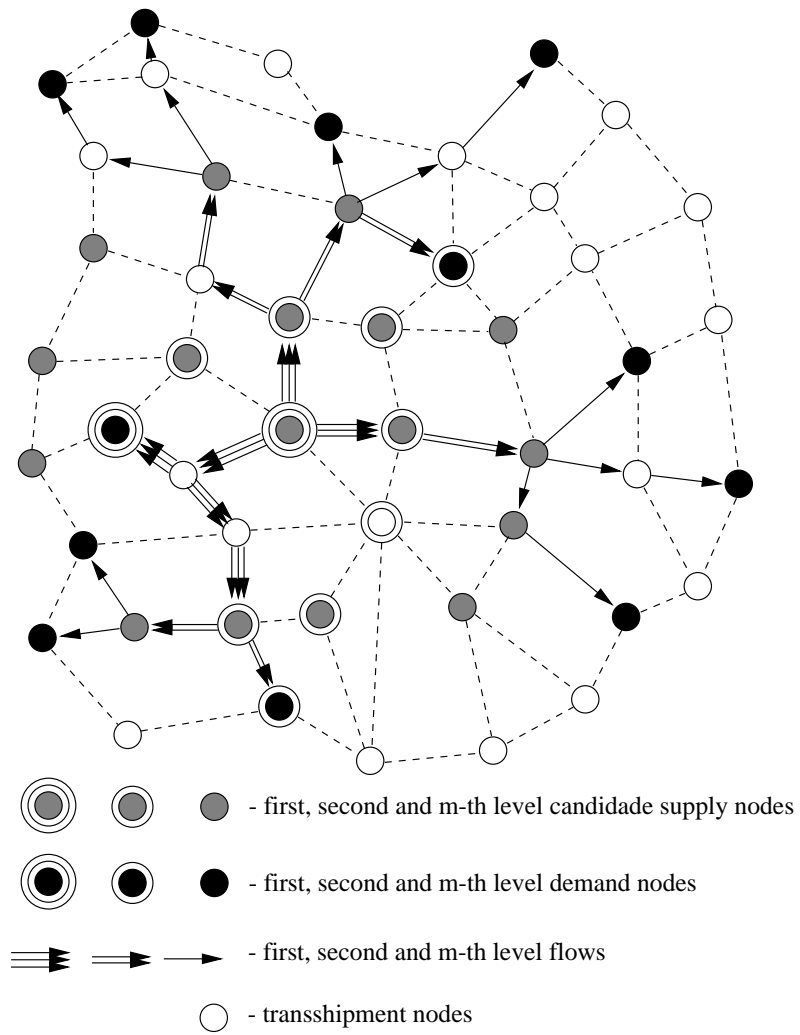 - first, second and m-th level candidade supply nodes
- first, second and m-th level demand nodes
- first, second and m-th level flows
- transshipment nodes